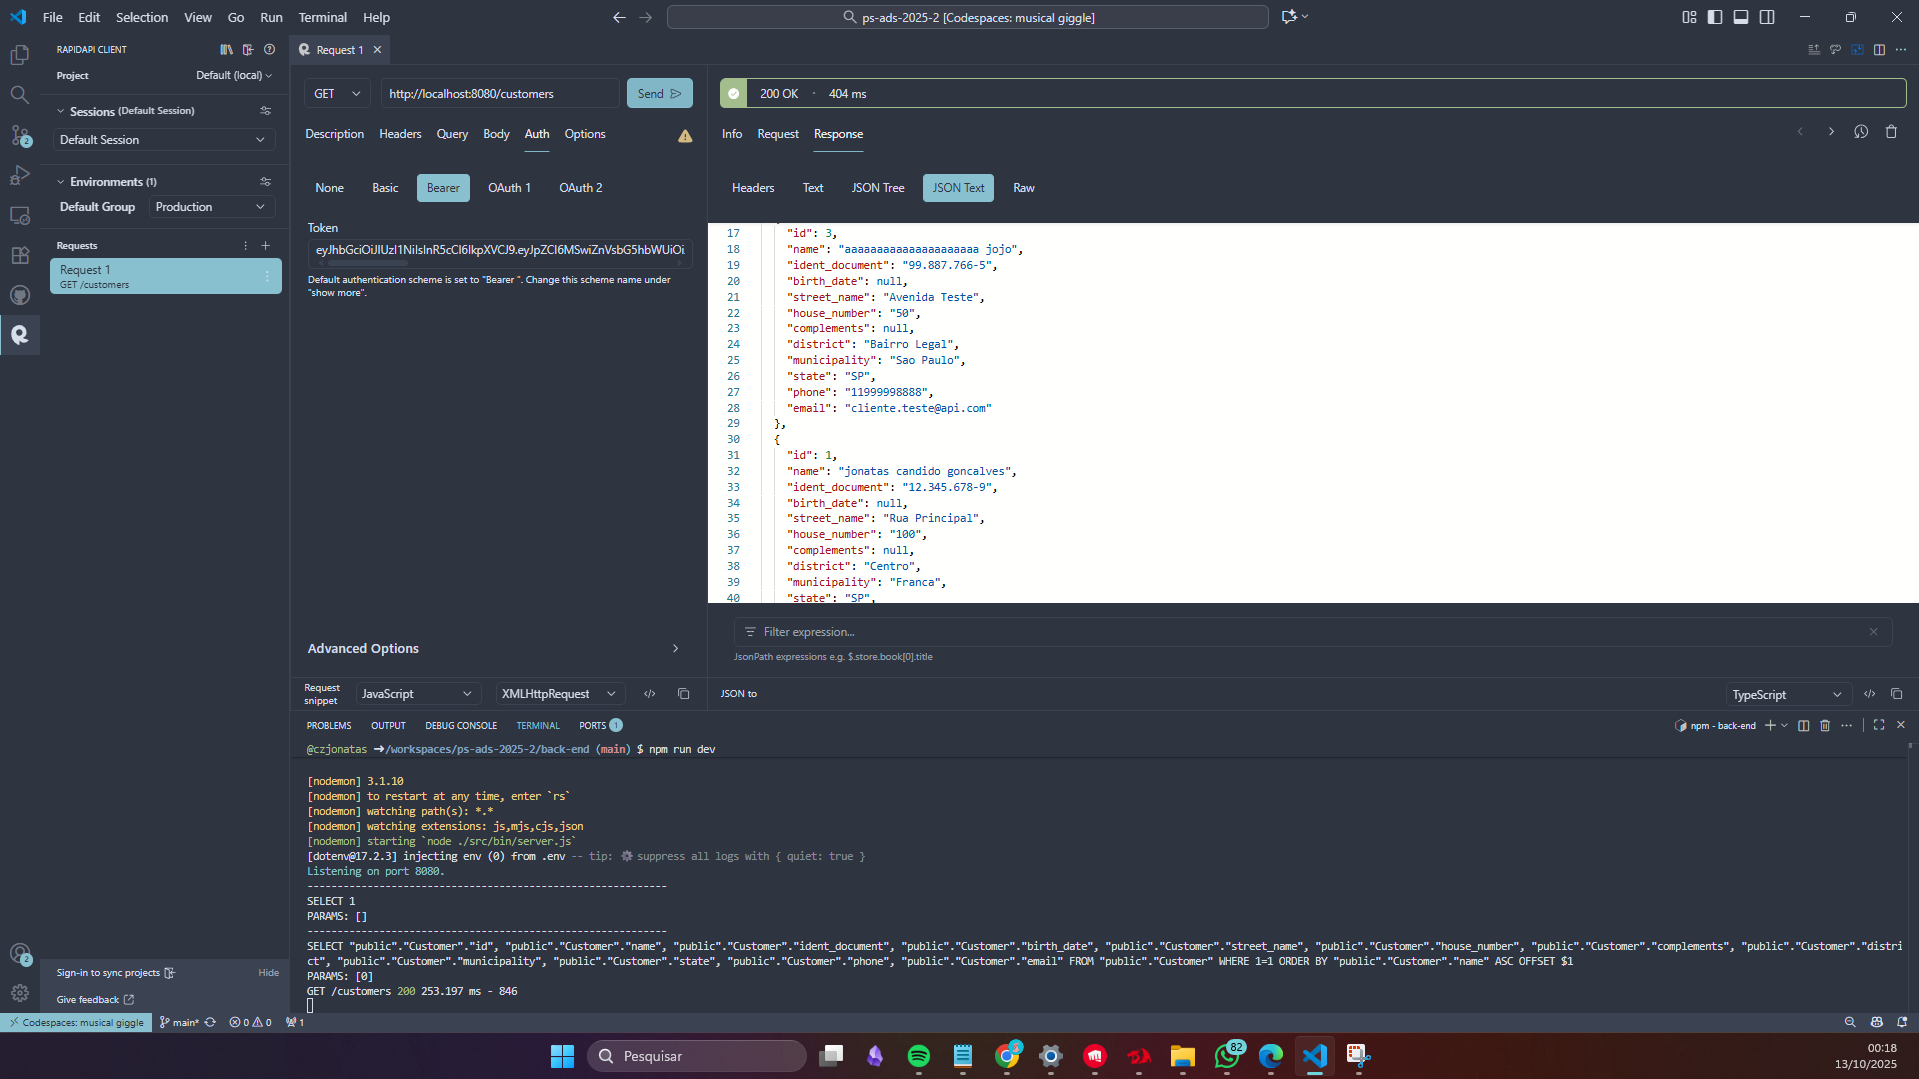 File Edit Selection View Go Run Terminal Help
ps-ads-2025-2 [Codespaces: musical giggle]
RAPIDAPI CLIENT
Project Default (local)
Sessions (Default Session)
Default Session
Environments (1)
Default Group Production
Requests
Request 1
GET /customers
Sign-in to sync projects Hide
Give feedback
2
2
Request 1
GET http://localhost:8080/customers Send
Description Headers Query Body Auth Options
None Basic Bearer OAuth 1 OAuth 2
Token
Default authentication scheme is set to "Bearer ". Change this scheme name under
"show more".
Advanced Options
Request
snippet JavaScript XMLHttpRequest
200 OK · 404 ms
Info Request Response
Headers Text JSON Tree JSON Text Raw
17 "id": 3,
18 "name": "aaaaaaaaaaaaaaaaaaaaa jojo",
19 "ident_document": "99.887.766-5",
20 "birth_date": null,
21 "street_name": "Avenida Teste",
22 "house_number": "50",
23 "complements": null,
24 "district": "Bairro Legal",
25 "municipality": "Sao Paulo",
26 "state": "SP",
27 "phone": "11999998888",
28 "email": "cliente.teste@api.com"
29 },
30 {
31 "id": 1,
32 "name": "jonatas candido goncalves",
33 "ident_document": "12.345.678-9",
34 "birth_date": null,
35 "street_name": "Rua Principal",
36 "house_number": "100",
37 "complements": null,
38 "district": "Centro",
39 "municipality": "Franca",
40 "state": "SP",
Filter expression...
JsonPath expressions e.g. $.store.book[0].title
JSON to TypeScript
PROBLEMS OUTPUT DEBUG CONSOLE TERMINAL PORTS 1
npm - back-end
@czjonatas ➜/workspaces/ps-ads-2025-2/back-end (main) $ npm run dev
[nodemon] 3.1.10
[nodemon] to restart at any time, enter `rs`
[nodemon] watching path(s): *.*
[nodemon] watching extensions: js,mjs,cjs,json
[nodemon] starting `node ./src/bin/server.js`
[dotenv@17.2.3] injecting env (0) from .env -- tip: ⚙️ suppress all logs with { quiet: true }
Listening on port 8080.
------------------------------------------------------------
SELECT 1
PARAMS: []
------------------------------------------------------------
SELECT "public"."Customer"."id", "public"."Customer"."name", "public"."Customer"."ident_document", "public"."Customer"."birth_date", "public"."Customer"."street_name", "public"."Customer"."house_number", "public"."Customer"."complements", "public"."Customer"."distri
ct", "public"."Customer"."municipality", "public"."Customer"."state", "public"."Customer"."phone", "public"."Customer"."email" FROM "public"."Customer" WHERE 1=1 ORDER BY "public"."Customer"."name" ASC OFFSET $1
PARAMS: [0]
GET /customers 200 253.197 ms - 846
Codespaces: musical giggle main* 0 0 1
Pesquisar
82
00:18
13/10/2025